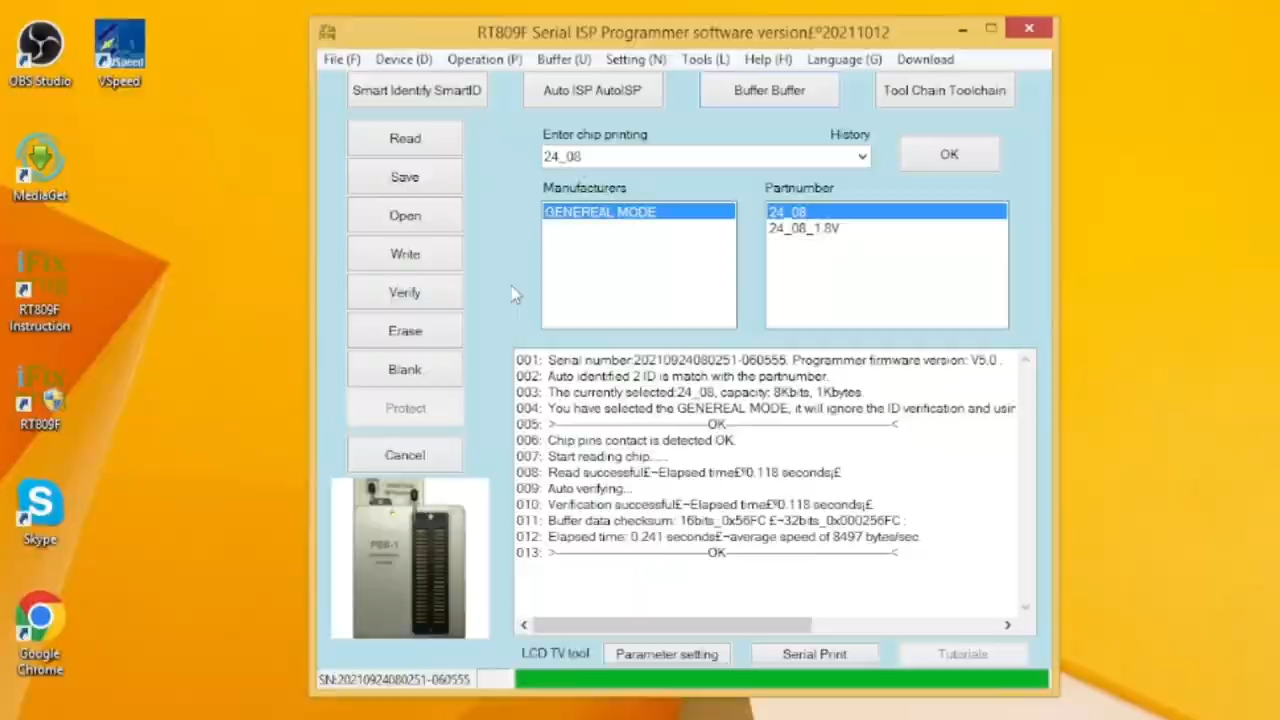 RT809F Serial ISP Programmer software version£º20211012
File (F) Device (D) Operation (P) Buffer (U) Setting (N) Tools (L) Help (H) Language (G) Download
Smart Identify SmartID
Auto ISP AutoISP
Buffer Buffer
Tool Chain Toolchain
Read
Save
Open
Write
Verify
Erase
Blank
Protect
Cancel
Enter chip printing
History
24_08
OK
Manufacturers
Partnumber
GENEREAL MODE
24_08
24_08_1.8V
001: Serial number:20210924080251-060555. Programmer firmware version: V5.0 .
002: Auto identified 2 ID is match with the partnumber.
003: The currently selected:24_08, capacity: 8Kbits, 1Kbytes.
004: You have selected the GENEREAL MODE, it will ignore the ID verification and usin
005: >------------------------------OK------------------------------<
006: Chip pins contact is detected OK.
007: Start reading chip.....
008: Read successful£¬Elapsed time£º0.118 seconds¡£
009: Auto verifying...
010: Verification successful£¬Elapsed time£º0.118 seconds¡£
011: Buffer data checksum: 16bits_0x56FC £¬32bits_0x000256FC ;
012: Elapsed time: 0.241 seconds£¬average speed of 8497 bytes/sec.
013: >------------------------------OK------------------------------<
LCD TV tool
Parameter setting
Serial Print
Tutorials
SN:20210924080251-060555
OBS Studio
VSpeed
VSpeed
MediaGet
iFix
RT809F
Instruction
iFix
RT809F
S
Skype
Google
Chrome
PEB-1